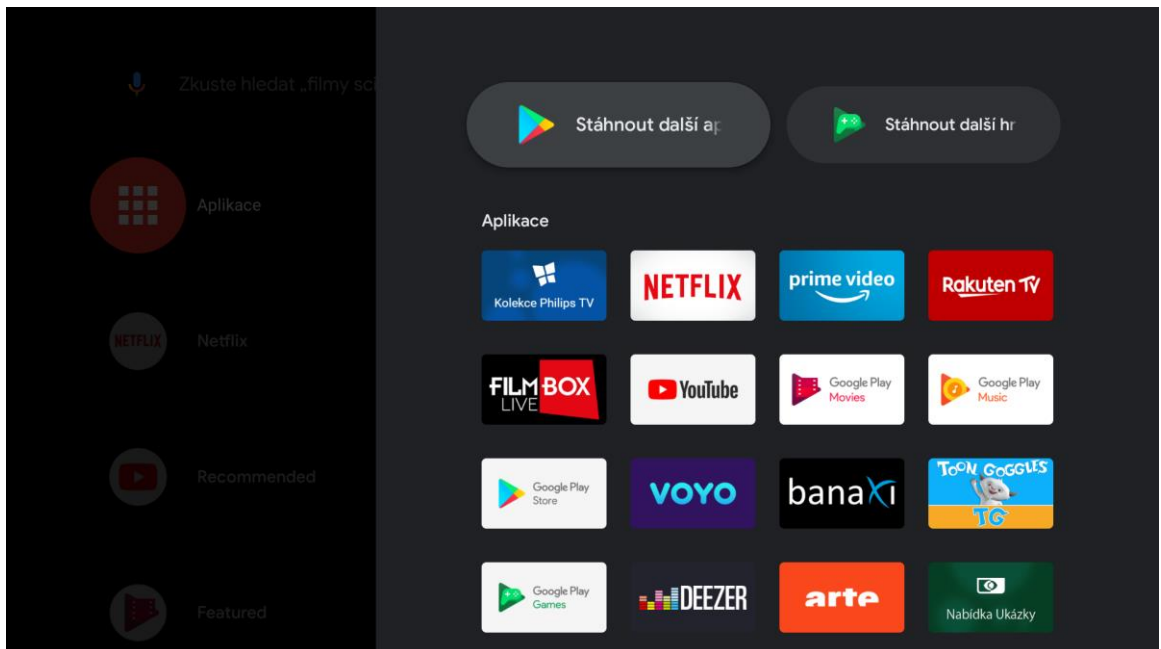 Zkuste hledat „filmy sci
Stáhnout další ap
Stáhnout další hr
Aplikace
Aplikace
Kolekce Philips TV
NETFLIX
prime video
Rakuten TV
NETFLIX
Netflix
FILMBOX
LIVE
YouTube
Google Play
Movies
Google Play
Music
Recommended
Google Play
Store
VOYO
banaxi
TOON GOGGLES
TG
Featured
Google Play
Games
DEEZER
arte
Nabídka Ukázky